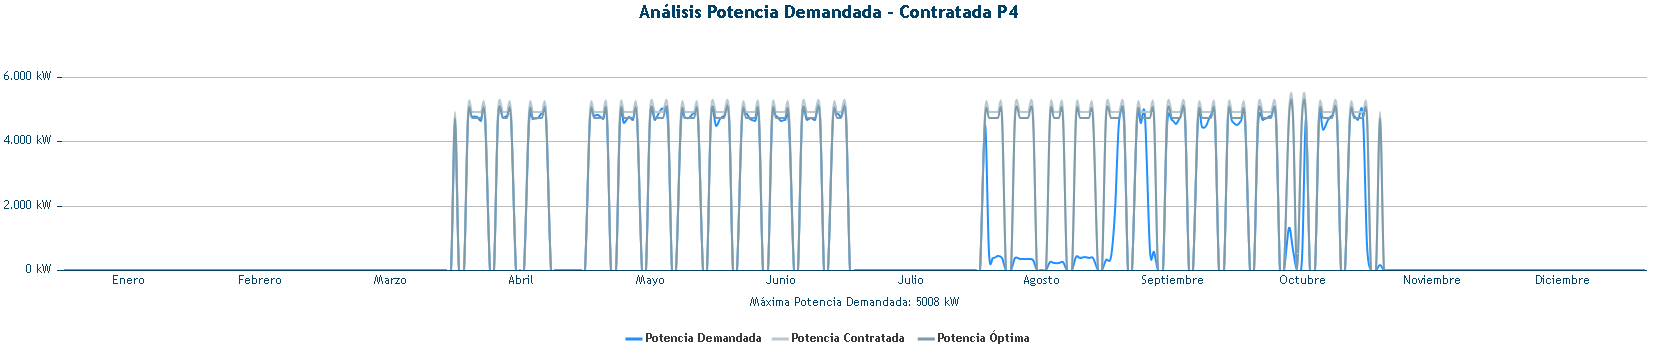 Análisis Potencia Demandada - Contratada P4
6.000 kW
4.000 kW
2.000 kW
0 kW
Enero Febrero Marzo Abril Mayo Junio Julio Agosto Septiembre Octubre Noviembre Diciembre
Máxima Potencia Demandada: 5008 kW
Potencia Demandada Potencia Contratada Potencia Óptima